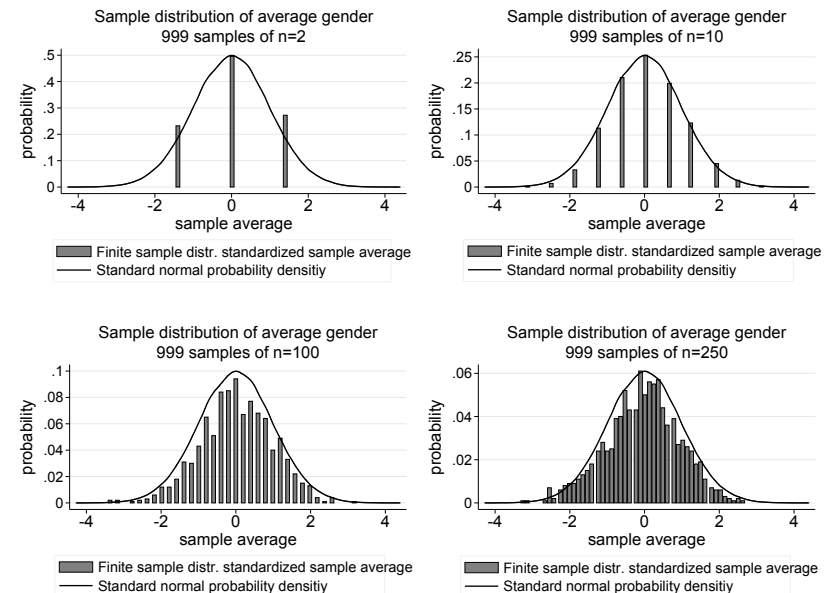 Sample distribution of average gender
999 samples of n=2
.5
.4
.3
.2
.1
0
probability
-4 -2 0 2 4
sample average
Finite sample distr. standardized sample average
Standard normal probability densitiy
Sample distribution of average gender
999 samples of n=10
.25
.2
.15
.1
.05
0
probability
-4 -2 0 2 4
sample average
Finite sample distr. standardized sample average
Standard normal probability densitiy
Sample distribution of average gender
999 samples of n=100
.1
.08
.06
.04
.02
0
probability
-4 -2 0 2 4
sample average
Finite sample distr. standardized sample average
Standard normal probability densitiy
Sample distribution of average gender
999 samples of n=250
.06
.04
.02
0
probability
-4 -2 0 2 4
sample average
Finite sample distr. standardized sample average
Standard normal probability densitiy